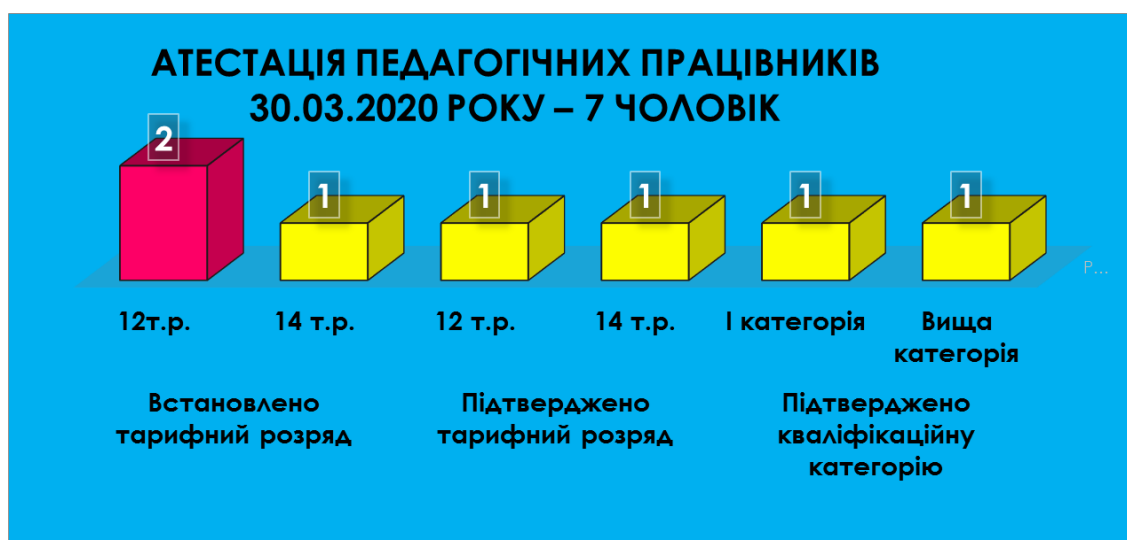 АТЕСТАЦІЯ ПЕДАГОГІЧНИХ ПРАЦІВНИКІВ
30.03.2020 РОКУ – 7 ЧОЛОВІК
2
1
1
1
1
1
Р...
12т.р.
14 т.р.
12 т.р.
14 т.р.
І категорія
Вища
категорія
Встановлено
тарифний розряд
Підтверджено
тарифний розряд
Підтверджено
кваліфікаційну
категорію